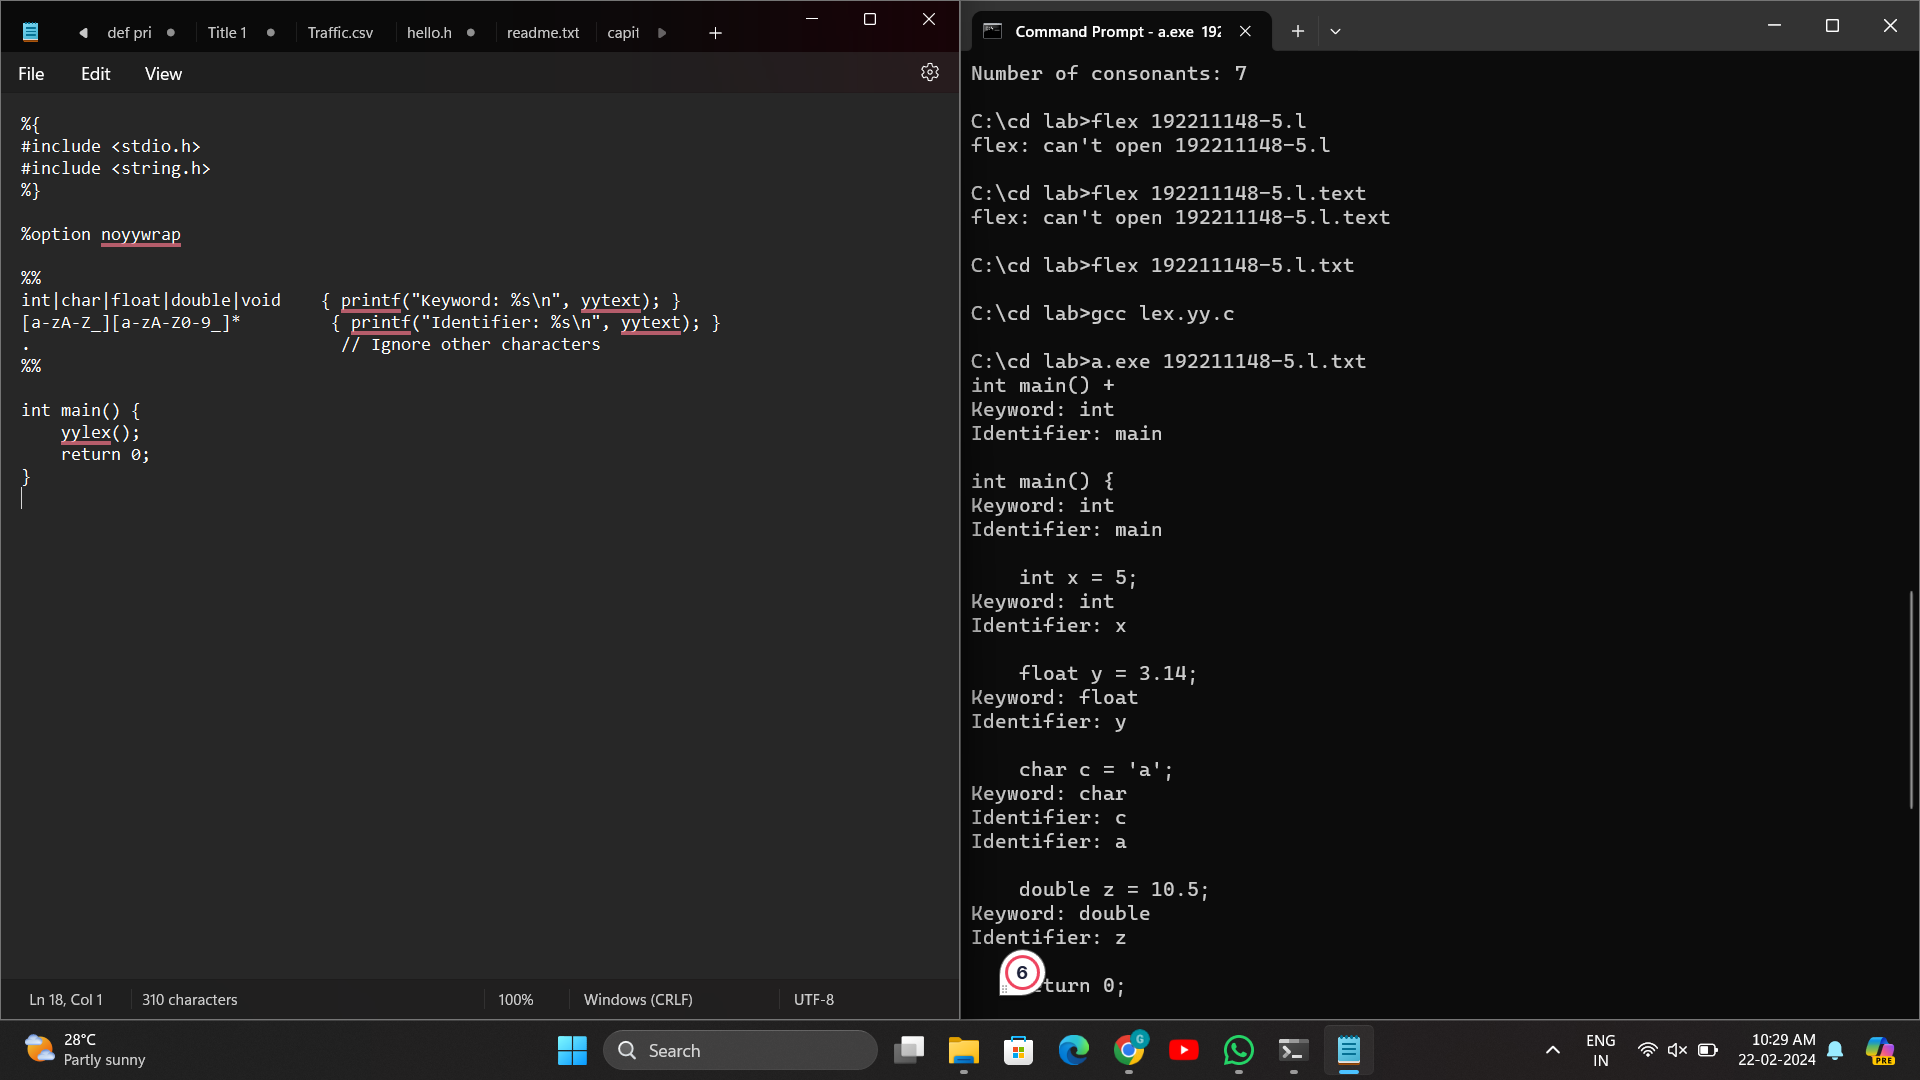 def pri
Title 1
Traffic.csv
hello.h
readme.txt
File
Edit
View
%{
#include <stdio.h>
#include <string.h>
%}
%option noyywrap
%%
int|char|float|double|void { printf("Keyword: %s\n", yytext); }
[a-zA-Z_][a-zA-Z0-9_]* { printf("Identifier: %s\n", yytext); }
. // Ignore other characters
%%
int main() {
yylex();
return 0;
}
Ln 18, Col 1
310 characters
100%
Windows (CRLF)
UTF-8
Command Prompt - a.exe
Number of consonants: 7
C:\cd lab>flex 192211148-5.l
flex: can't open 192211148-5.l
C:\cd lab>flex 192211148-5.l.text
flex: can't open 192211148-5.l.text
C:\cd lab>flex 192211148-5.l.txt
C:\cd lab>gcc lex.yy.c
C:\cd lab>a.exe 192211148-5.l.txt
int main() +
Keyword: int
Identifier: main
int main() {
Keyword: int
Identifier: main
int x = 5;
Keyword: int
Identifier: x
float y = 3.14;
Keyword: float
Identifier: y
char c = 'a';
Keyword: char
Identifier: c
Identifier: a
double z = 10.5;
Keyword: double
Identifier: z
6
0;
28°C
Partly sunny
Search
G
ENG
IN
10:29 AM
22-02-2024
PRE